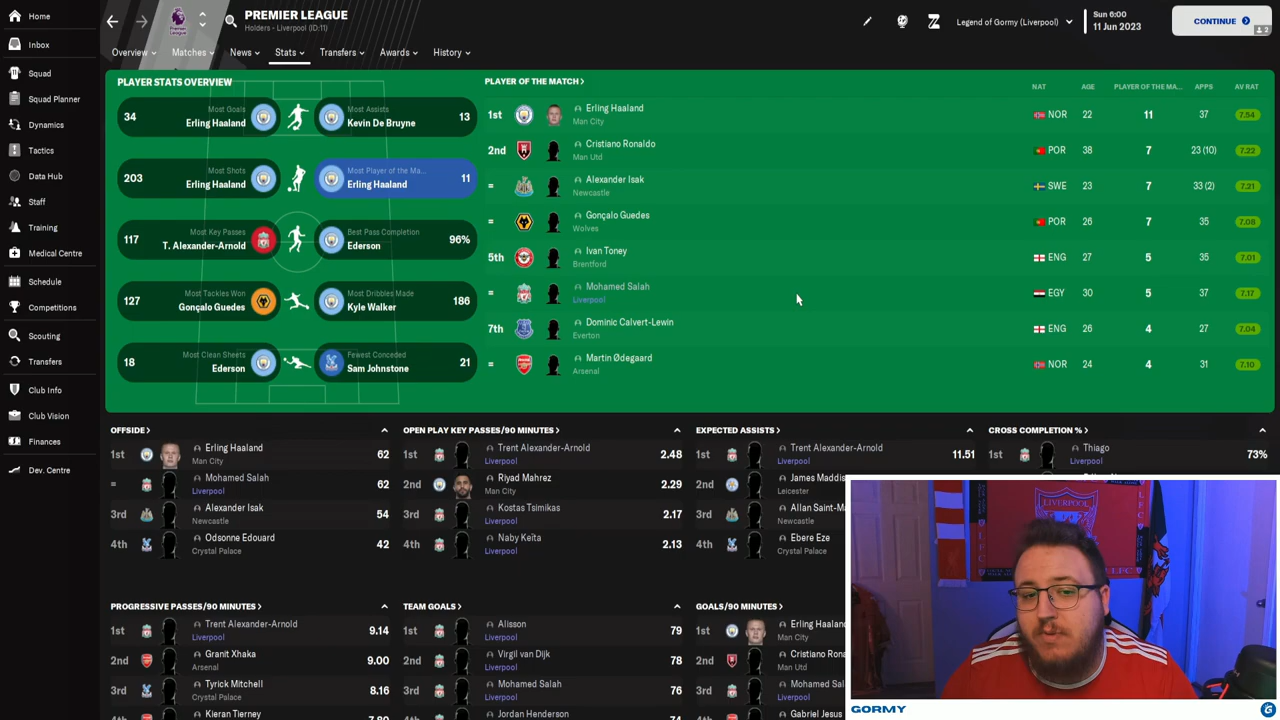 PREMIER LEAGUE
Holders - Liverpool (ID:11)
Legend of Gormy (Liverpool)
Sun 6:00
11 Jun 2023
CONTINUE
2
Home
Inbox
Squad
Squad Planner
Dynamics
Tactics
Data Hub
Staff
Training
Medical Centre
Schedule
Competitions
Scouting
Transfers
Club Info
Club Vision
Finances
Dev. Centre
Overview
Matches
News
Stats
Transfers
Awards
History
PLAYER STATS OVERVIEW
34
Most Goals
Erling Haaland
Most Assists
Kevin De Bruyne
13
203
Most Shots
Erling Haaland
Most Player of the Ma...
Erling Haaland
11
117
Most Key Passes
T. Alexander-Arnold
Best Pass Completion
Ederson
96%
127
Most Tackles Won
Gonçalo Guedes
Most Dribbles Made
Kyle Walker
186
18
Most Clean Sheets
Ederson
Fewest Conceded
Sam Johnstone
21
PLAYER OF THE MATCH
NAT AGE PLAYER OF THE MA... APPS AV RAT
1st Erling Haaland NOR 22 11 37 7.54
Man City
2nd Cristiano Ronaldo POR 38 7 23 (10) 7.22
Man Utd
= Alexander Isak SWE 23 7 33 (2) 7.21
Newcastle
= Gonçalo Guedes POR 26 7 35 7.08
Wolves
5th Ivan Toney ENG 27 5 35 7.01
Brentford
= Mohamed Salah EGY 30 5 37 7.17
Liverpool
7th Dominic Calvert-Lewin ENG 26 4 27 7.04
Everton
= Martin Ødegaard NOR 24 4 31 7.10
Arsenal
OFFSIDE
1st Erling Haaland 62
Man City
= Mohamed Salah 62
Liverpool
3rd Alexander Isak 54
Newcastle
4th Odsonne Edouard 42
Crystal Palace
OPEN PLAY KEY PASSES/90 MINUTES
1st Trent Alexander-Arnold 2.48
Liverpool
2nd Riyad Mahrez 2.29
Man City
3rd Kostas Tsimikas 2.17
Liverpool
4th Naby Keïta 2.13
Liverpool
EXPECTED ASSISTS
1st Trent Alexander-Arnold 11.51
Liverpool
2nd James Maddis
Leicester
3rd Allan Saint-Ma
Newcastle
4th Ebere Eze
Crystal Palace
CROSS COMPLETION %
1st Thiago 73%
Liverpool
PROGRESSIVE PASSES/90 MINUTES
1st Trent Alexander-Arnold 9.14
Liverpool
2nd Granit Xhaka 9.00
Arsenal
3rd Tyrick Mitchell 8.16
Crystal Palace
Kieran Tierney
TEAM GOALS
1st Alisson 79
Liverpool
2nd Virgil van Dijk 78
Liverpool
3rd Mohamed Salah 76
Liverpool
Jordan Henderson
GOALS/90 MINUTES
1st Erling Haaland
Man City
2nd Cristiano Rona
Man Utd
3rd Mohamed Sala
Liverpool
Gabriel Jesus
LIVERPOOL
GORMY